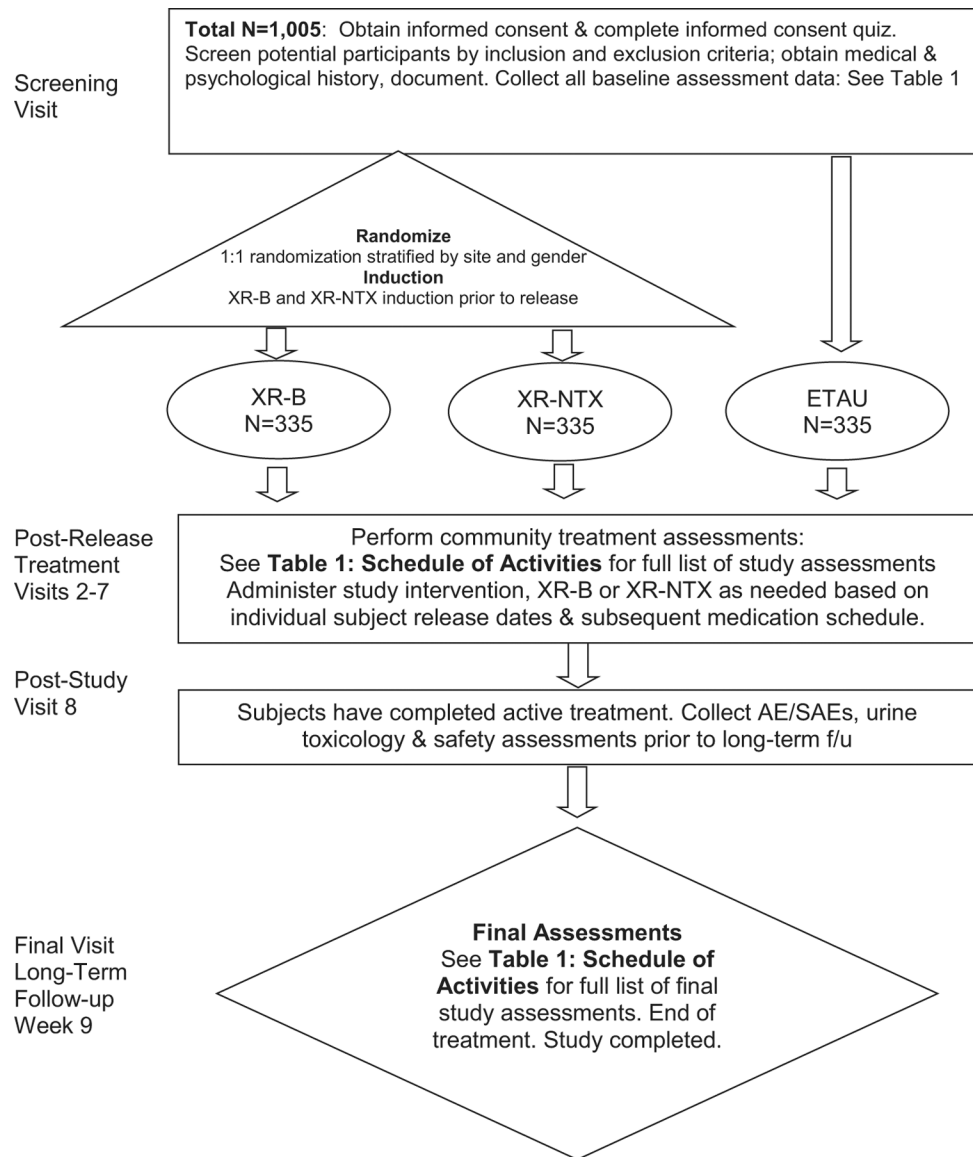 Total N=1,005: Obtain informed consent & complete informed consent quiz.
Screen potential participants by inclusion and exclusion criteria; obtain medical &
psychological history, document. Collect all baseline assessment data: See Table 1
Screening
Visit
Randomize
1:1 randomization stratified by site and gender
Induction
XR-B and XR-NTX induction prior to release
XR-B
N=335
XR-NTX
N=335
ETAU
N=335
Post-Release
Treatment
Visits 2-7
Perform community treatment assessments:
See Table 1: Schedule of Activities for full list of study assessments
Administer study intervention, XR-B or XR-NTX as needed based on
individual subject release dates & subsequent medication schedule.
Post-Study
Visit 8
Subjects have completed active treatment. Collect AE/SAEs, urine
toxicology & safety assessments prior to long-term f/u
Final Visit
Long-Term
Follow-up
Week 9
Final Assessments
See Table 1: Schedule of
Activities for full list of final
study assessments. End of
treatment. Study completed.